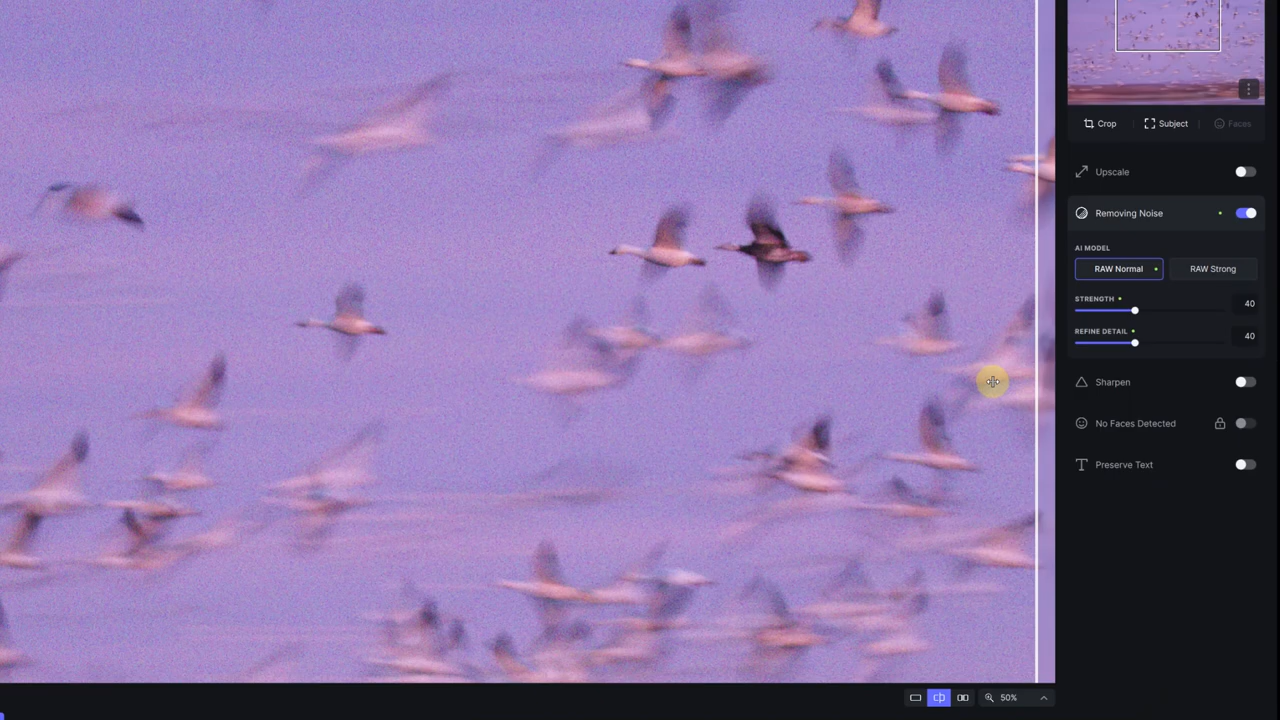 Crop
Subject
Faces
Upscale
Removing Noise
AI MODEL
RAW Normal
RAW Strong
STRENGTH
40
REFINE DETAIL
40
Sharpen
No Faces Detected
Preserve Text
50%